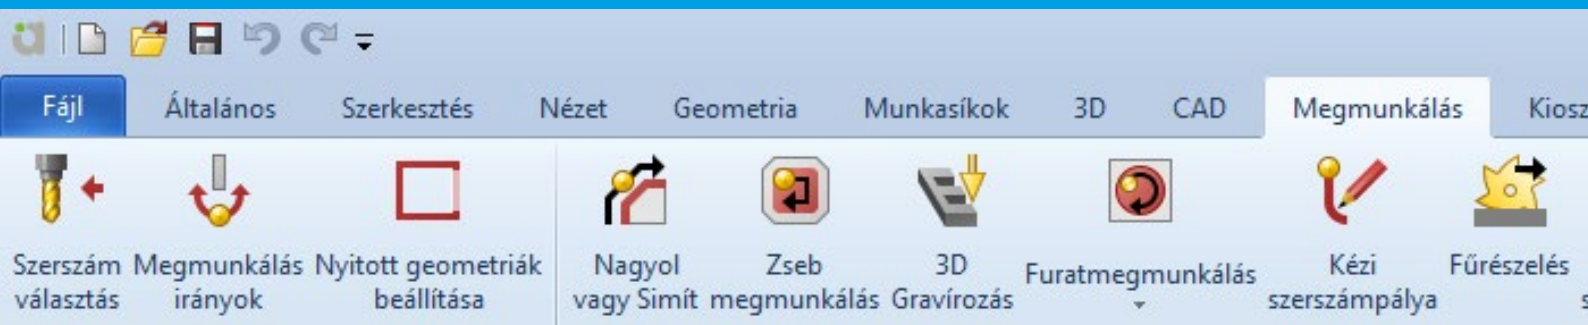 Fájl Általános Szerkesztés Nézet Geometria Munkasíkok 3D CAD Megmunkálás Kiosz
Szerszám választás
Megmunkálás irányok
Nyitott geometriák beállítása
Nagyol vagy Simít
Zseb megmunkálás
3D Gravírozás
Furatmegmunkálás
Kézi szerszámpálya
Fűrészelés